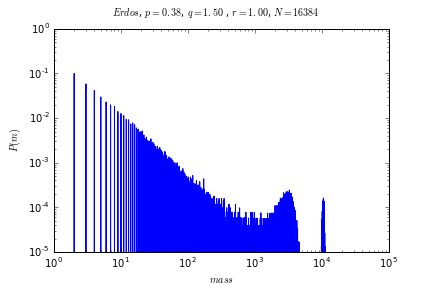 Erdos, p = 0.38, q = 1.50 , r = 1.00, N = 16384
P(m)
10^0
10^-1
10^-2
10^-3
10^-4
10^-5
10^0 10^1 10^2 10^3 10^4 10^5
mass